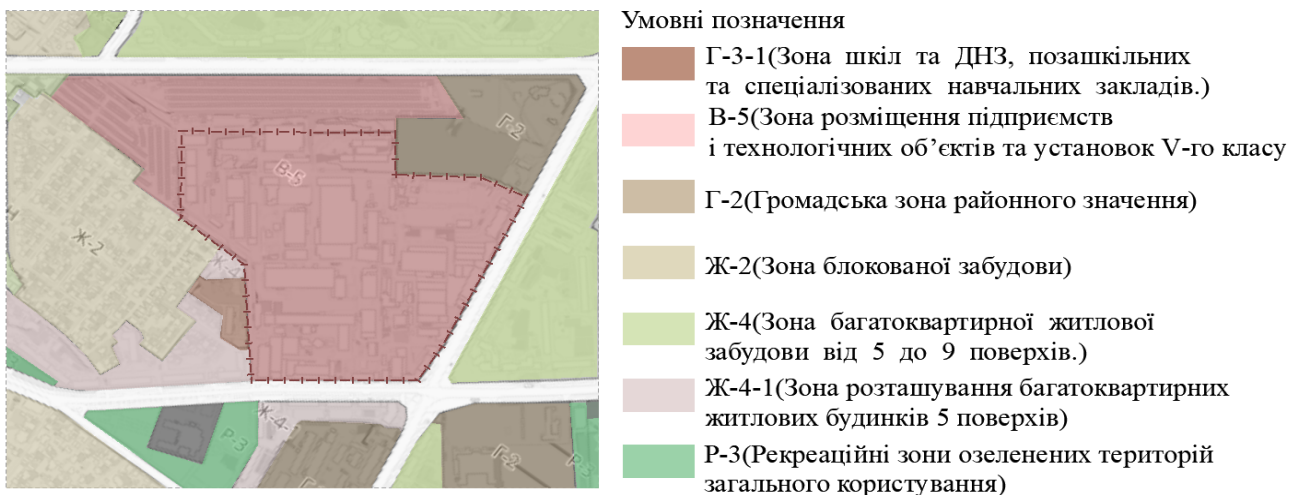 Умовні позначення
Г-3-1(Зона шкіл та ДНЗ, позашкільних
та спеціалізованих навчальних закладів.)
В-5(Зона розміщення підприємств
і технологічних об’єктів та установок V-го класу
Г-2(Громадська зона районного значення)
Ж-2(Зона блокованої забудови)
Ж-4(Зона багатоквартирної житлової
забудови від 5 до 9 поверхів.)
Ж-4-1(Зона розташування багатоквартирних
житлових будинків 5 поверхів)
Р-3(Рекреаційні зони озеленених територій
загального користування)
Г-2
В-5
Ж-2
Ж-4-
Р-3
Г-2